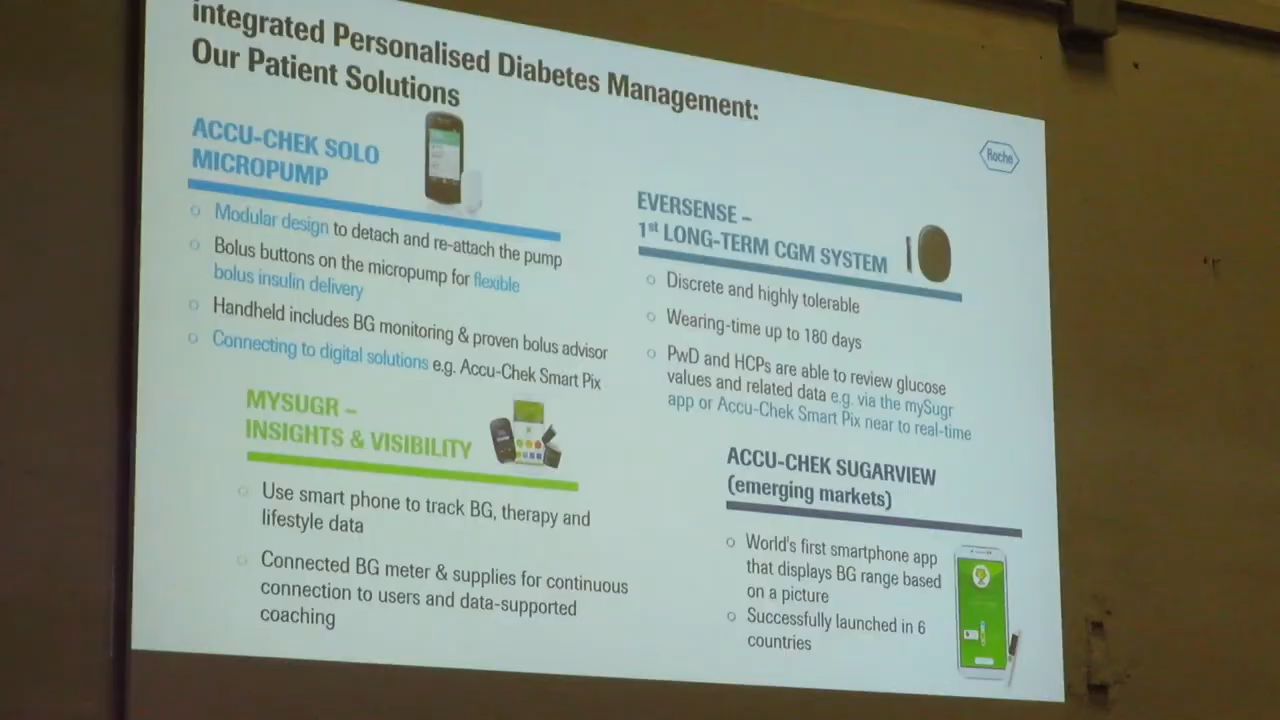 integrated Personalised Diabetes Management:
Our Patient Solutions
Roche
ACCU-CHEK SOLO
MICROPUMP
Modular design to detach and re-attach the pump
Bolus buttons on the micropump for flexible
bolus insulin delivery
Handheld includes BG monitoring & proven bolus advisor
Connecting to digital solutions e.g. Accu-Chek Smart Pix
EVERSENSE –
1st LONG-TERM CGM SYSTEM
Discrete and highly tolerable
Wearing-time up to 180 days
PwD and HCPs are able to review glucose
values and related data e.g. via the mySugr
app or Accu-Chek Smart Pix near to real-time
MYSUGR –
INSIGHTS & VISIBILITY
Use smart phone to track BG, therapy and
lifestyle data
Connected BG meter & supplies for continuous
connection to users and data-supported
coaching
ACCU-CHEK SUGARVIEW
(emerging markets)
World's first smartphone app
that displays BG range based
on a picture
Successfully launched in 6
countries